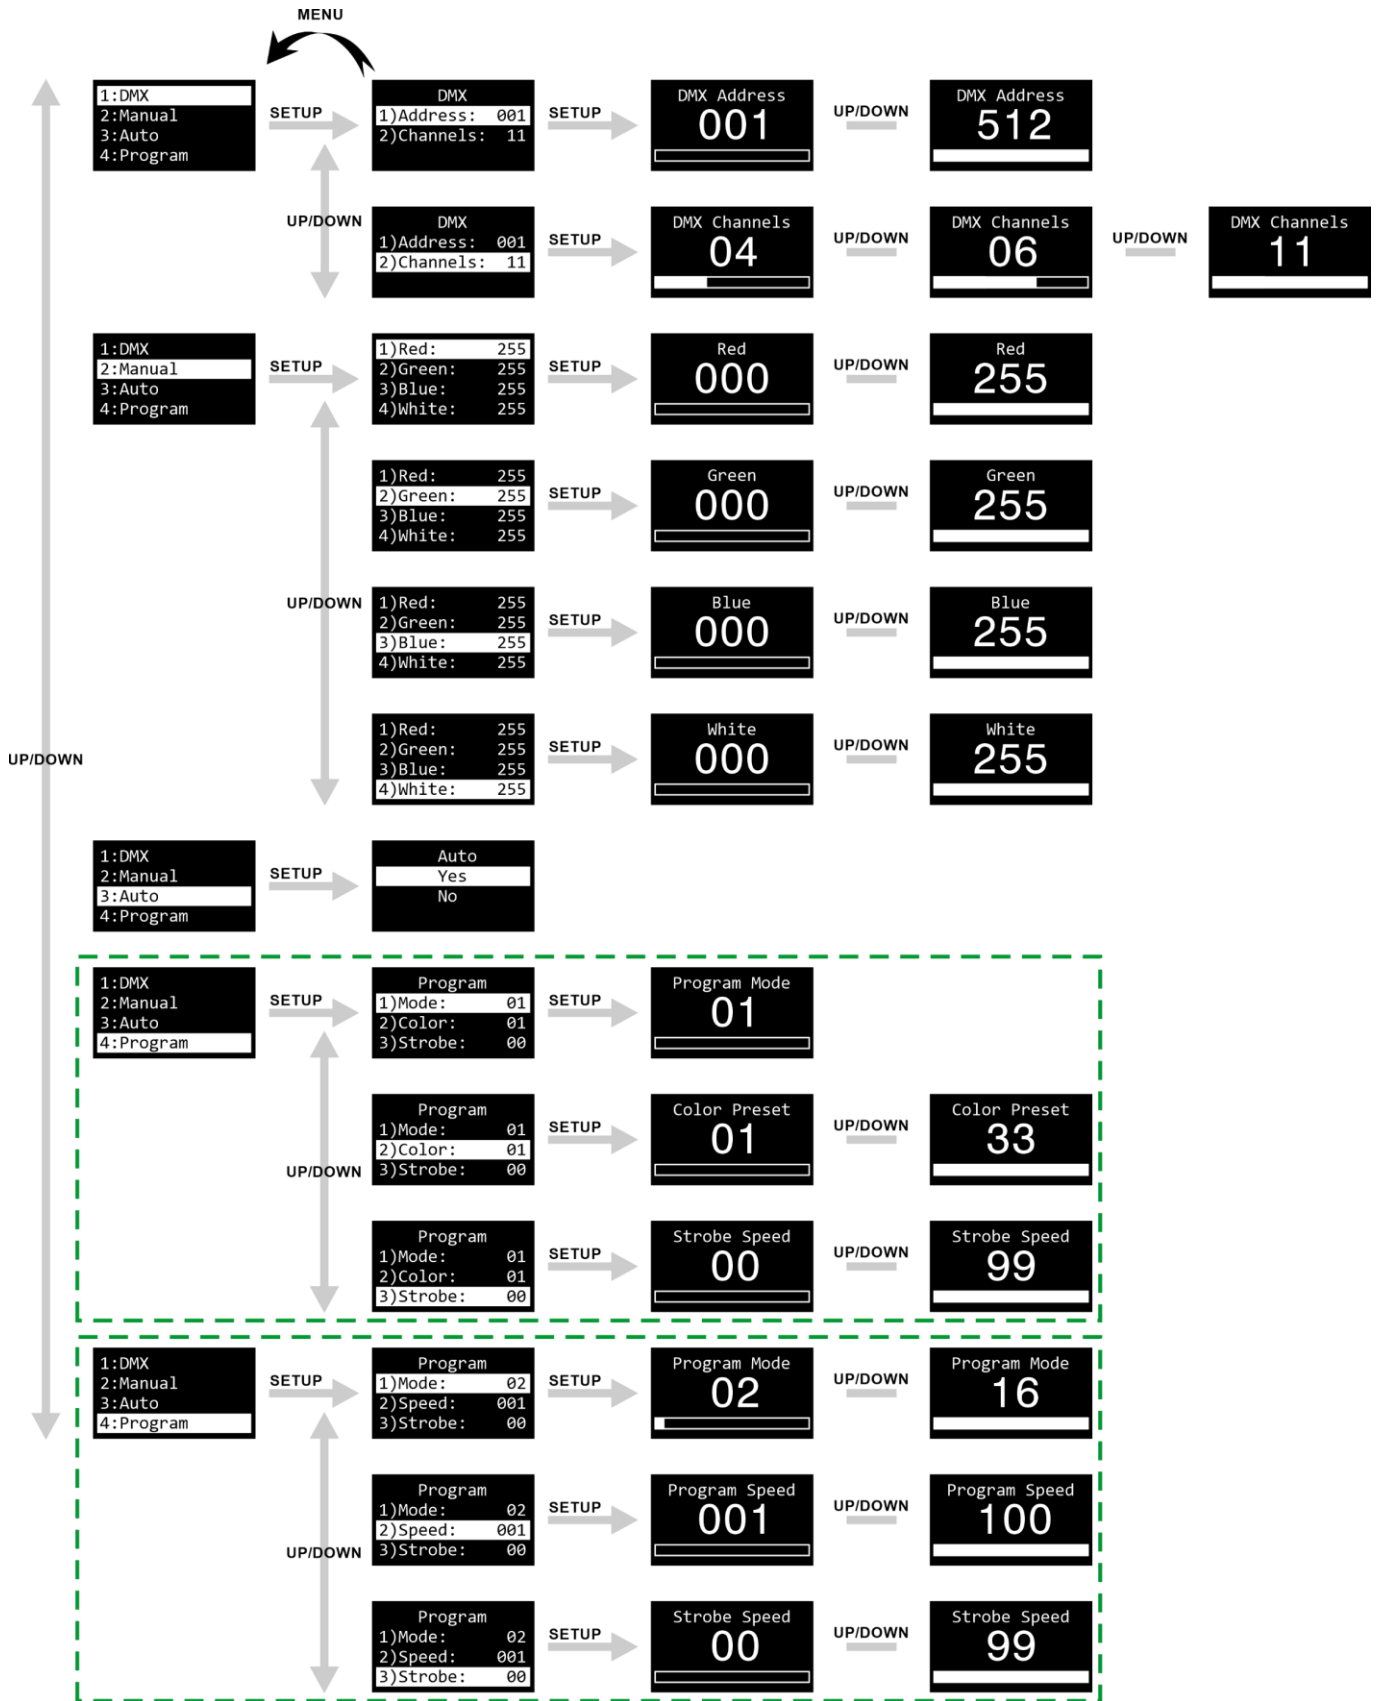 MENU
1:DMX
2:Manual
3:Auto
4:Program
SETUP
DMX
1)Address: 001
2)Channels: 11
SETUP
DMX Address
001
UP/DOWN
DMX Address
512
UP/DOWN
DMX
1)Address: 001
2)Channels: 11
SETUP
DMX Channels
04
UP/DOWN
DMX Channels
06
UP/DOWN
DMX Channels
11
1:DMX
2:Manual
3:Auto
4:Program
SETUP
1)Red: 255
2)Green: 255
3)Blue: 255
4)White: 255
SETUP
Red
000
UP/DOWN
Red
255
1)Red: 255
2)Green: 255
3)Blue: 255
4)White: 255
SETUP
Green
000
UP/DOWN
Green
255
UP/DOWN
1)Red: 255
2)Green: 255
3)Blue: 255
4)White: 255
SETUP
Blue
000
UP/DOWN
Blue
255
1)Red: 255
2)Green: 255
3)Blue: 255
4)White: 255
SETUP
White
000
UP/DOWN
White
255
UP/DOWN
1:DMX
2:Manual
3:Auto
4:Program
SETUP
Auto
Yes
No
1:DMX
2:Manual
3:Auto
4:Program
SETUP
Program
1)Mode: 01
2)Color: 01
3)Strobe: 00
SETUP
Program Mode
01
UP/DOWN
Program
1)Mode: 01
2)Color: 01
3)Strobe: 00
SETUP
Color Preset
01
UP/DOWN
Color Preset
33
Program
1)Mode: 01
2)Color: 01
3)Strobe: 00
SETUP
Strobe Speed
00
UP/DOWN
Strobe Speed
99
1:DMX
2:Manual
3:Auto
4:Program
SETUP
Program
1)Mode: 02
2)Speed: 001
3)Strobe: 00
SETUP
Program Mode
02
UP/DOWN
Program Mode
16
UP/DOWN
Program
1)Mode: 02
2)Speed: 001
3)Strobe: 00
SETUP
Program Speed
001
UP/DOWN
Program Speed
100
Program
1)Mode: 02
2)Speed: 001
3)Strobe: 00
SETUP
Strobe Speed
00
UP/DOWN
Strobe Speed
99